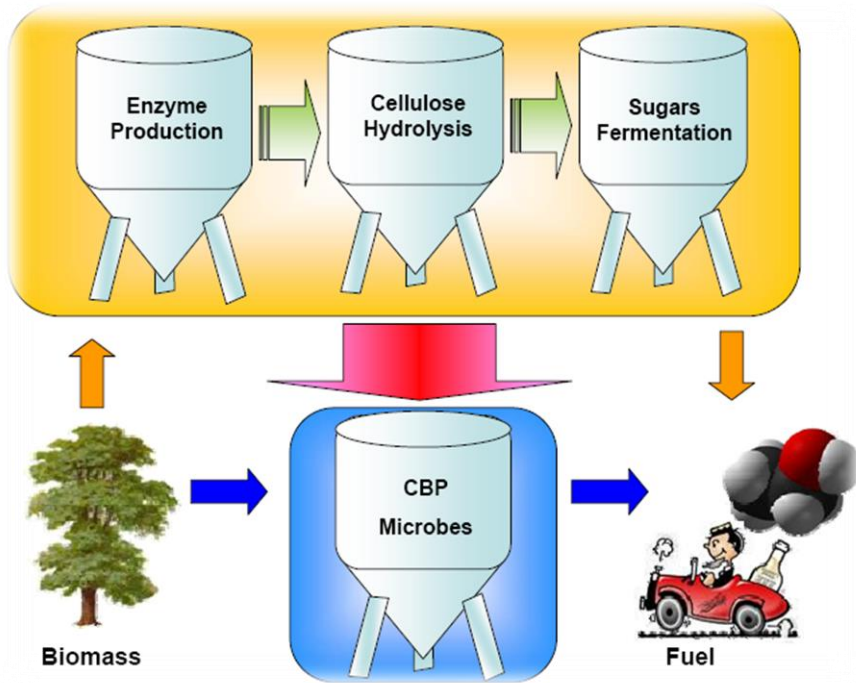 Enzyme
Production
Cellulose
Hydrolysis
Sugars
Fermentation
CBP
Microbes
Biomass
Fuel